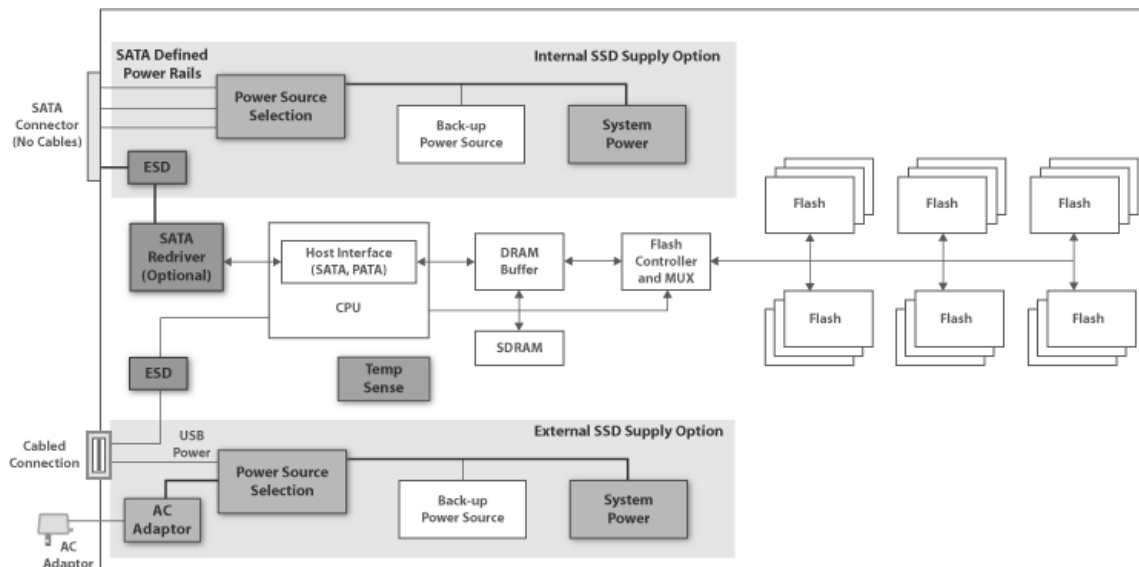 SATA Defined
Power Rails
Internal SSD Supply Option
SATA
Connector
(No Cables)
Power Source
Selection
Back-up
Power Source
System
Power
ESD
SATA
Redriver
(Optional)
Host Interface
(SATA, PATA)
CPU
DRAM
Buffer
Flash
Controller
and MUX
SDRAM
Flash
Flash
Flash
Flash
Flash
Flash
ESD
Temp
Sense
Cabled
Connection
USB
Power
External SSD Supply Option
Power Source
Selection
Back-up
Power Source
System
Power
AC
Adaptor
AC
Adaptor